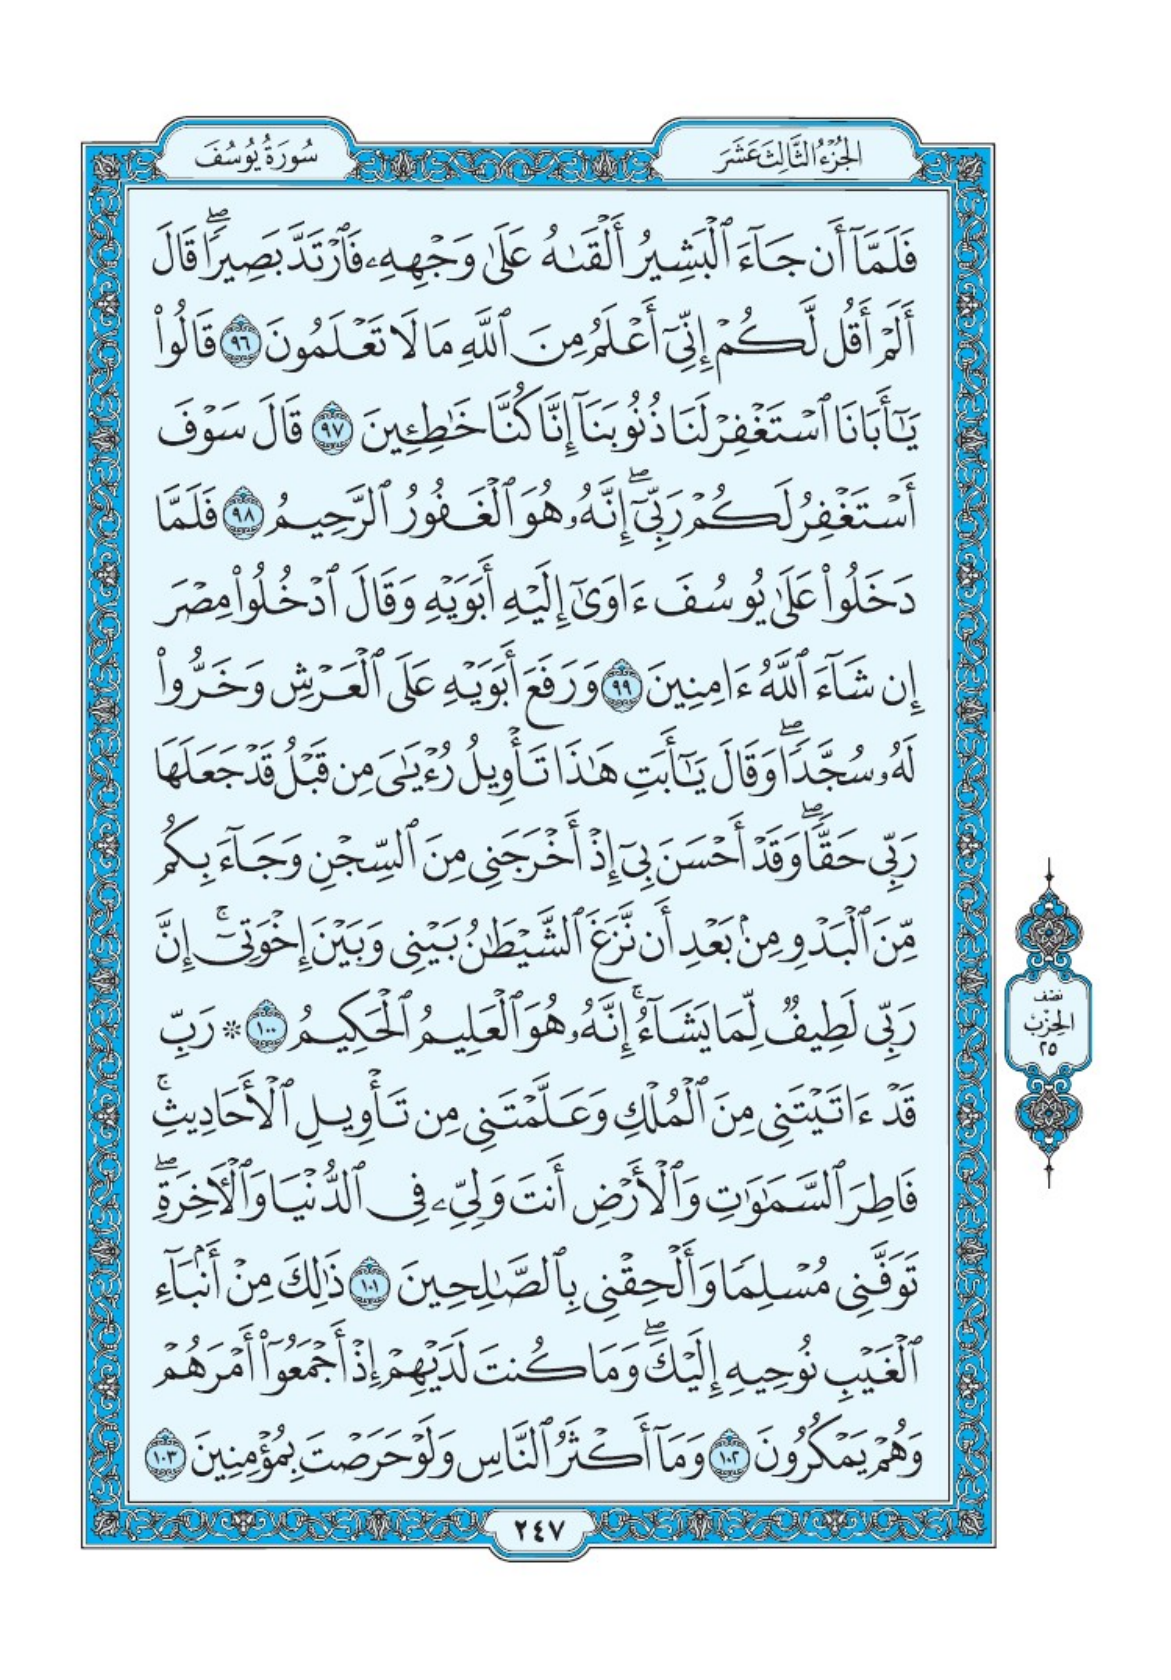 سُورَةُ يُوسُفَ
الجُزْءُ الثَّالِثَ عَشَرَ
فَلَمَّآ أَن جَآءَ ٱلْبَشِيرُ أَلْقَىٰهُ عَلَىٰ وَجْهِهِۦ فَٱرْتَدَّ بَصِيرًاۖ قَالَ
أَلَمْ أَقُل لَّكُمْ إِنِّىٓ أَعْلَمُ مِنَ ٱللَّهِ مَا لَا تَعْلَمُونَ ٩٦ قَالُوا۟
يَـٰٓأَبَانَا ٱسْتَغْفِرْ لَنَا ذُنُوبَنَآ إِنَّا كُنَّا خَـٰطِـِٔينَ ٩٧ قَالَ سَوْفَ
أَسْتَغْفِرُ لَكُمْ رَبِّىٓۖ إِنَّهُۥ هُوَ ٱلْغَفُورُ ٱلرَّحِيمُ ٩٨ فَلَمَّا
دَخَلُوا۟ عَلَىٰ يُوسُفَ ءَاوَىٰٓ إِلَيْهِ أَبَوَيْهِ وَقَالَ ٱدْخُلُوا۟ مِصْرَ
إِن شَآءَ ٱللَّهُ ءَامِنِينَ ٩٩ وَرَفَعَ أَبَوَيْهِ عَلَى ٱلْعَرْشِ وَخَرُّوا۟
لَهُۥ سُجَّدًاۖ وَقَالَ يَـٰٓأَبَتِ هَـٰذَا تَأْوِيلُ رُءْيَـٰىَ مِن قَبْلُ قَدْ جَعَلَهَا
رَبِّى حَقًّاۖ وَقَدْ أَحْسَنَ بِىٓ إِذْ أَخْرَجَنِى مِنَ ٱلسِّجْنِ وَجَآءَ بِكُم
مِّنَ ٱلْبَدْوِ مِنۢ بَعْدِ أَن نَّزَغَ ٱلشَّيْطَـٰنُ بَيْنِى وَبَيْنَ إِخْوَتِىٓۚ إِنَّ
رَبِّى لَطِيفٌ لِّمَا يَشَآءُۚ إِنَّهُۥ هُوَ ٱلْعَلِيمُ ٱلْحَكِيمُ ١٠٠ ۞ رَبِّ
قَدْ ءَاتَيْتَنِى مِنَ ٱلْمُلْكِ وَعَلَّمْتَنِى مِن تَأْوِيلِ ٱلْأَحَادِيثِۚ
فَاطِرَ ٱلسَّمَـٰوَٰتِ وَٱلْأَرْضِ أَنتَ وَلِىِّۦ فِى ٱلدُّنْيَا وَٱلْـَٔاخِرَةِۖ
تَوَفَّنِى مُسْلِمًا وَأَلْحِقْنِى بِٱلصَّـٰلِحِينَ ١٠١ ذَٰلِكَ مِنْ أَنۢبَآءِ
ٱلْغَيْبِ نُوحِيهِ إِلَيْكَۖ وَمَا كُنتَ لَدَيْهِمْ إِذْ أَجْمَعُوٓا۟ أَمْرَهُمْ
وَهُمْ يَمْكُرُونَ ١٠٢ وَمَآ أَكْثَرُ ٱلنَّاسِ وَلَوْ حَرَصْتَ بِمُؤْمِنِينَ ١٠٣
نصْف
الحِزْبْ
٢٥
٢٤٧